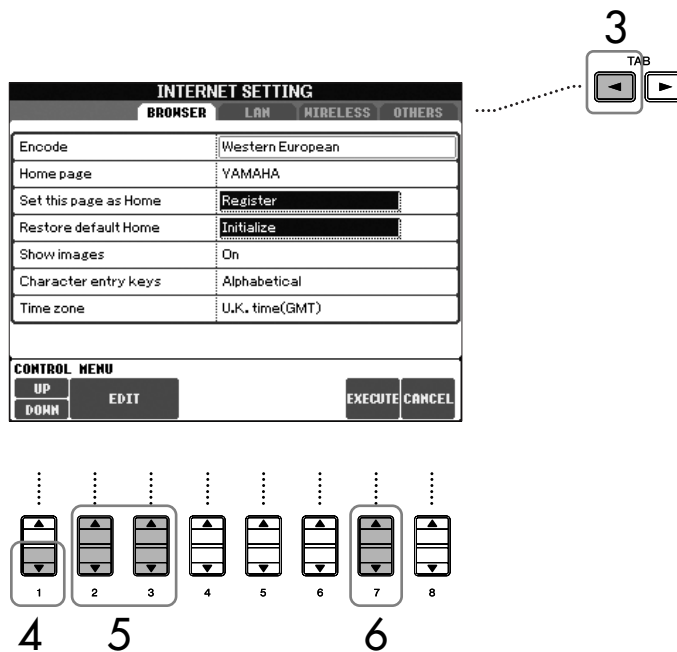 3
TAB
INTERNET SETTING
BROWSER LAN WIRELESS OTHERS
Encode Western European
Home page YAMAHA
Set this page as Home Register
Restore default Home Initialize
Show images On
Character entry keys Alphabetical
Time zone U.K. time(GMT)
CONTROL MENU
UP
DOWN
EDIT
EXECUTE CANCEL
1 2 3 4 5 6 7 8
4 5 6